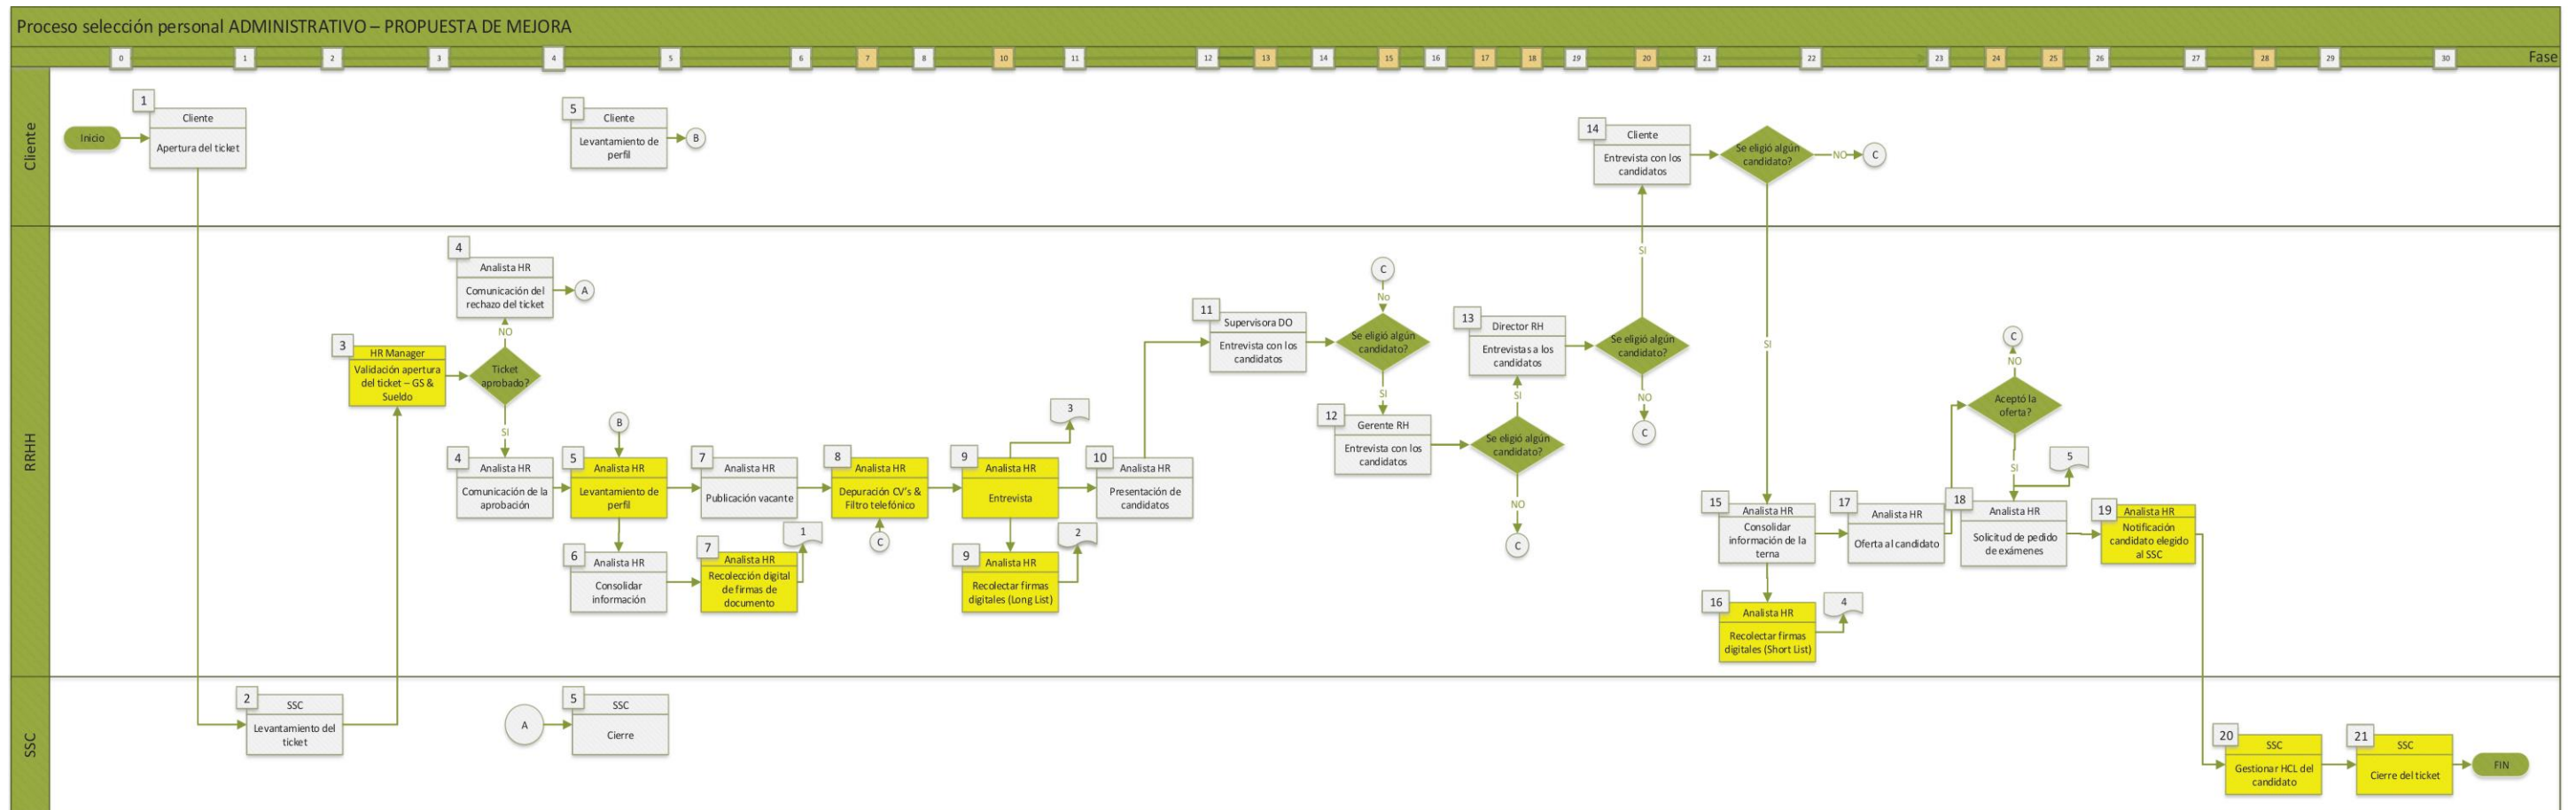 Proceso selección personal ADMINISTRATIVO – PROPUESTA DE MEJORA
0 1 2 3 4 5 6 7 8 10 11 12 13 14 15 16 17 18 19 20 21 22 23 24 25 26 27 28 29 30 Fase
Cliente
Inicio
1
Cliente
Apertura del ticket
5
Cliente
Levantamiento de
perfil
B
14
Cliente
Entrevista con los
candidatos
Se eligió algún
candidato?
NO
C
SI
RRHH
3
HR Manager
Validación apertura
del ticket – GS &
Sueldo
4
Analista HR
Comunicación del
rechazo del ticket
A
NO
Ticket
aprobado?
SI
4
Analista HR
Comunicación de la
aprobación
B
5
Analista HR
Levantamiento de
perfil
6
Analista HR
Consolidar
información
7
Analista HR
Publicación vacante
7
Analista HR
Recolección digital
de firmas de
documento
1
8
Analista HR
Depuración CV's &
Filtro telefónico
C
9
Analista HR
Entrevista
3
9
Analista HR
Recolectar firmas
digitales (Long List)
2
10
Analista HR
Presentación de
candidatos
11
Supervisora DO
Entrevista con los
candidatos
C
No
Se eligió algún
candidato?
SI
12
Gerente RH
Entrevista con los
candidatos
13
Director RH
Entrevistas a los
candidatos
SI
Se eligió algún
candidato?
NO
C
SI
Se eligió algún
candidato?
NO
C
15
Analista HR
Consolidar
información de la
terna
16
Analista HR
Recolectar firmas
digitales (Short List)
4
17
Analista HR
Oferta al candidato
C
NO
Aceptó la
oferta?
SI
5
18
Analista HR
Solicitud de pedido
de exámenes
19
Analista HR
Notificación
candidato elegido
al SSC
SSC
2
SSC
Levantamiento del
ticket
A
5
SSC
Cierre
20
SSC
Gestionar HCL del
candidato
21
SSC
Cierre del ticket
FIN